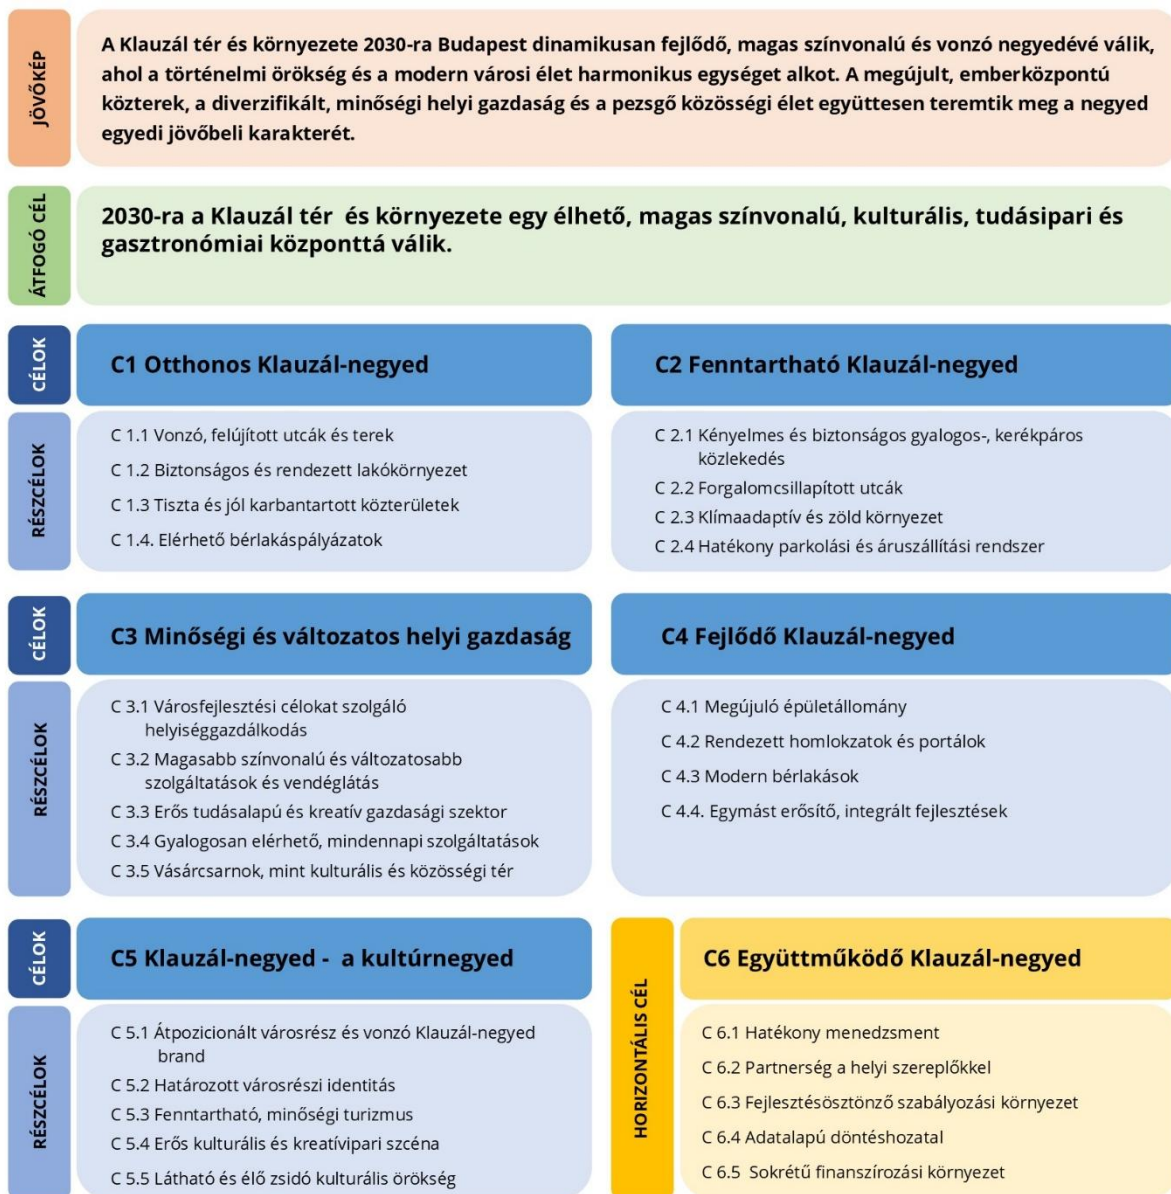 JÖVŐKÉP
A Klauzál tér és környezete 2030-ra Budapest dinamikusan fejlődő, magas színvonalú és vonzó negyedévé válik,
ahol a történelmi örökség és a modern városi élet harmonikus egységet alkot. A megújult, emberközpontú
közterek, a diverzifikált, minőségi helyi gazdaság és a pezsgő közösségi élet együttesen teremtik meg a negyed
egyedi jövőbeli karakterét.
ÁTFOGÓ CÉL
2030-ra a Klauzál tér és környezete egy élhető, magas színvonalú, kulturális, tudásipari és
gasztronómiai központtá válik.
CÉLOK
C1 Otthonos Klauzál-negyed
RÉSZCÉLOK
C 1.1 Vonzó, felújított utcák és terek
C 1.2 Biztonságos és rendezett lakókörnyezet
C 1.3 Tiszta és jól karbantartott közterületek
C 1.4. Elérhető bérlakáspályázatok
C2 Fenntartható Klauzál-negyed
C 2.1 Kényelmes és biztonságos gyalogos-, kerékpáros
közlekedés
C 2.2 Forgalomcsillapított utcák
C 2.3 Klímaadaptív és zöld környezet
C 2.4 Hatékony parkolási és áruszállítási rendszer
CÉLOK
C3 Minőségi és változatos helyi gazdaság
RÉSZCÉLOK
C 3.1 Városfejlesztési célokat szolgáló
helyiséggazdálkodás
C 3.2 Magasabb színvonalú és változatosabb
szolgáltatások és vendéglátás
C 3.3 Erős tudásalapú és kreatív gazdasági szektor
C 3.4 Gyalogosan elérhető, mindennapi szolgáltatások
C 3.5 Vásárcsarnok, mint kulturális és közösségi tér
C4 Fejlődő Klauzál-negyed
C 4.1 Megújuló épületállomány
C 4.2 Rendezett homlokzatok és portálok
C 4.3 Modern bérlakások
C 4.4. Egymást erősítő, integrált fejlesztések
CÉLOK
C5 Klauzál-negyed - a kultúrnegyed
RÉSZCÉLOK
C 5.1 Átpozicionált városrész és vonzó Klauzál-negyed
brand
C 5.2 Határozott városrészi identitás
C 5.3 Fenntartható, minőségi turizmus
C 5.4 Erős kulturális és kreatívipari szcéna
C 5.5 Látható és élő zsidó kulturális örökség
HORIZONTÁLIS CÉL
C6 Együttműködő Klauzál-negyed
C 6.1 Hatékony menedzsment
C 6.2 Partnerség a helyi szereplőkkel
C 6.3 Fejlesztésösztönző szabályozási környezet
C 6.4 Adatalapú döntéshozatal
C 6.5 Sokrétű finanszírozási környezet